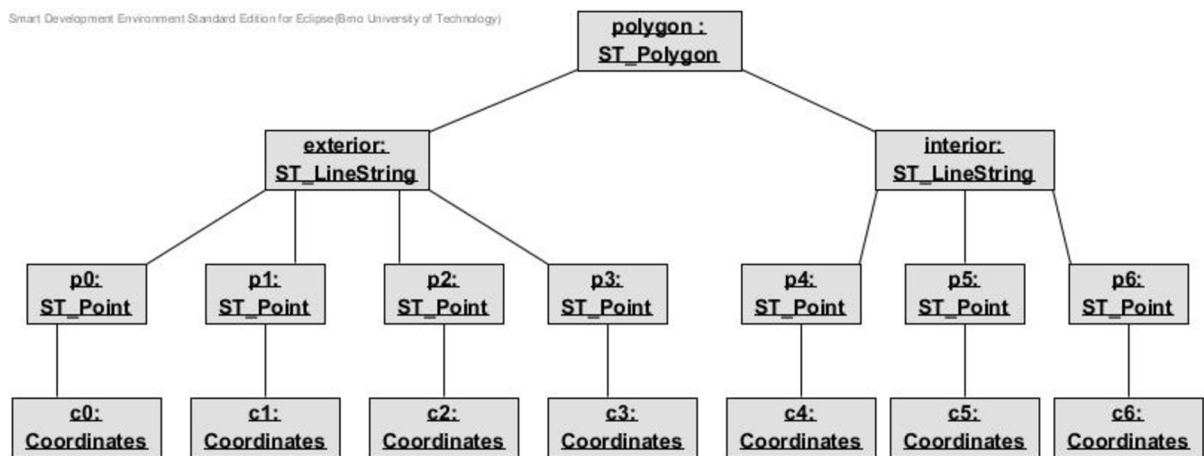 Smart Development Environment Standard Edition for Eclipse(Brno University of Technology)
polygon :
ST_Polygon
exterior:
ST_LineString
interior:
ST_LineString
p0:
ST_Point
p1:
ST_Point
p2:
ST_Point
p3:
ST_Point
p4:
ST_Point
p5:
ST_Point
p6:
ST_Point
c0:
Coordinates
c1:
Coordinates
c2:
Coordinates
c3:
Coordinates
c4:
Coordinates
c5:
Coordinates
c6:
Coordinates